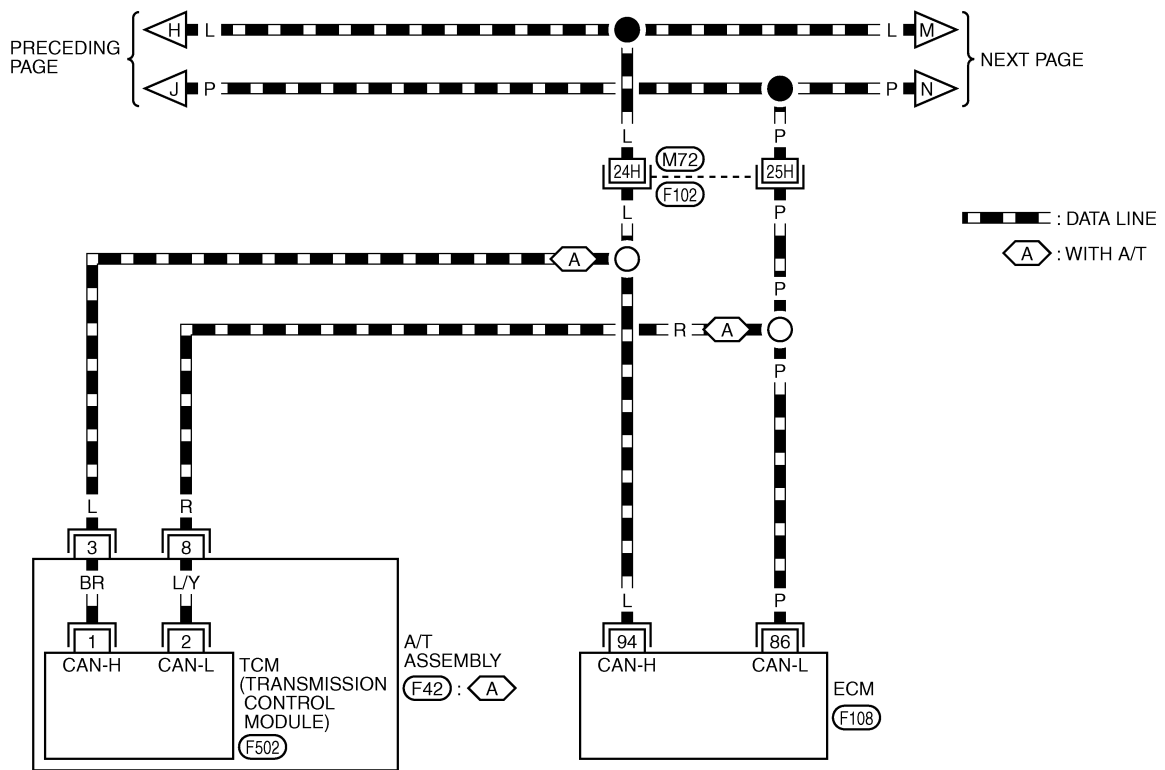 H L L M
PRECEDING
PAGE
NEXT PAGE
J P P N
L P
24H M72 25H
F102
L P
: DATA LINE
A
A : WITH A/T
P
R A
P
L R
3 8
BR L/Y
L P
1 2
94 86
CAN-H CAN-L
TCM
(TRANSMISSION
CONTROL
MODULE)
F502
A/T
ASSEMBLY
F42 : A
CAN-H CAN-L
ECM
F108